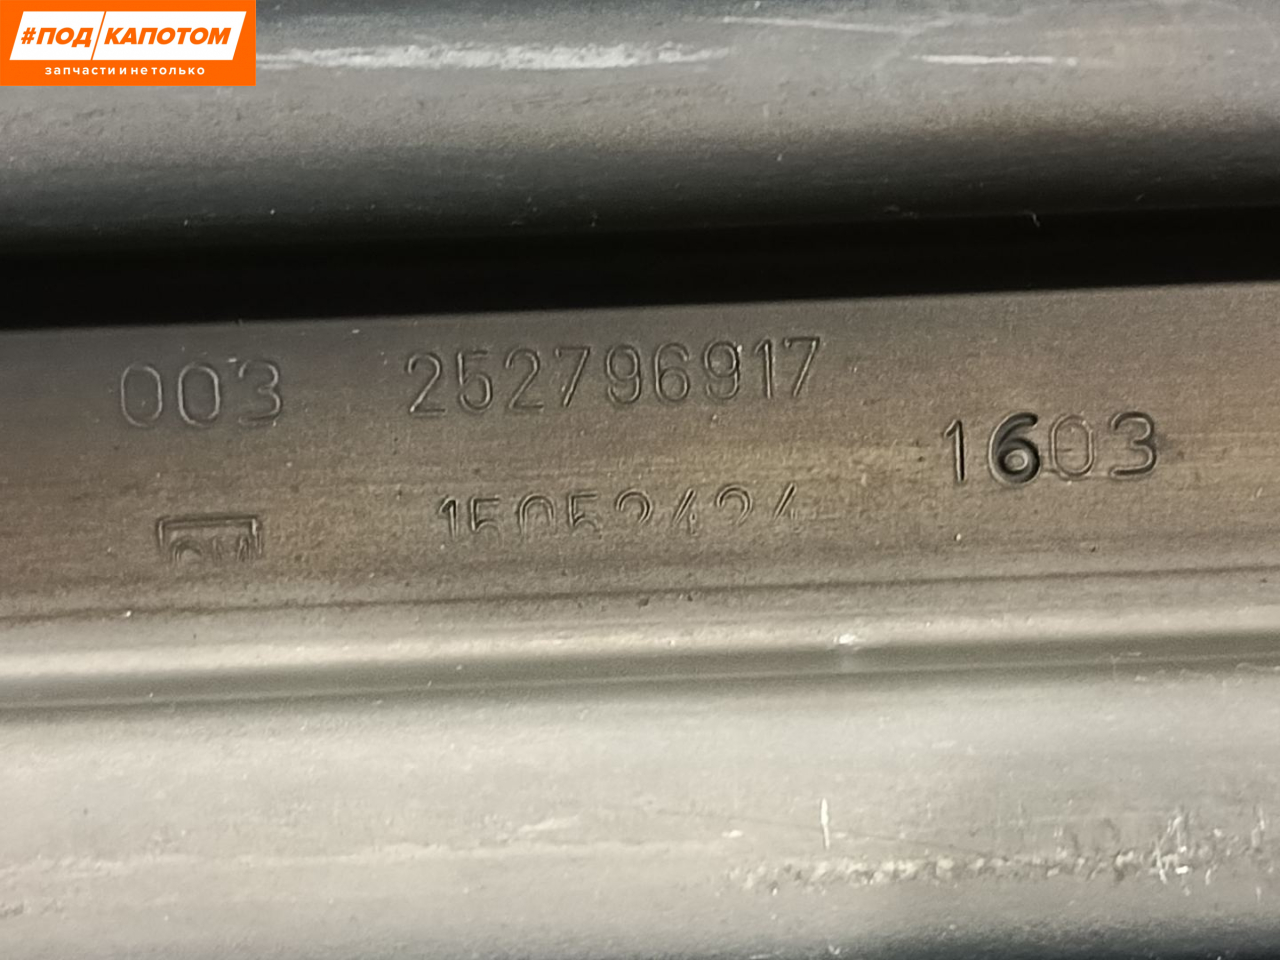 #ПОД КАПОТОМ
запчасти и не только
003 252796917
1603